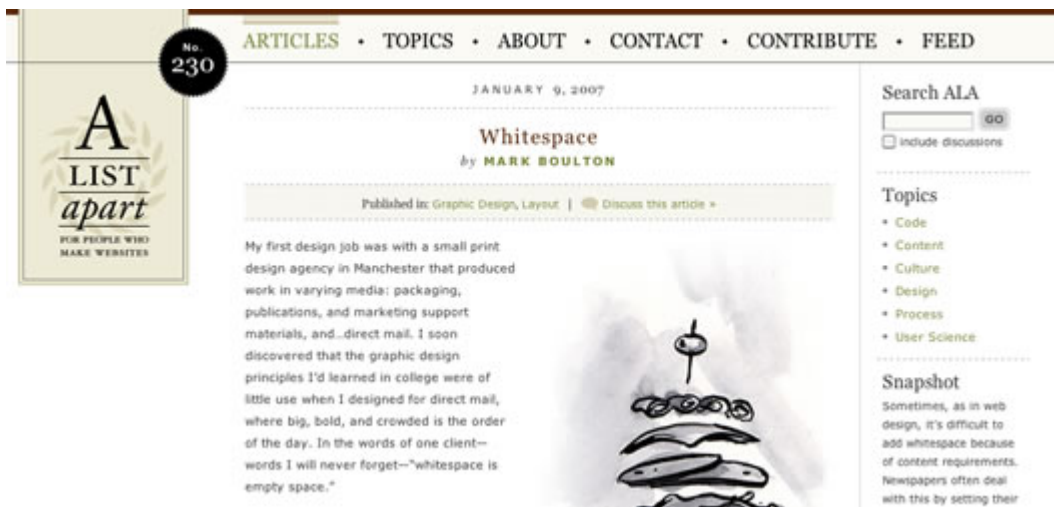 No.
230
A
LIST
apart
FOR PEOPLE WHO
MAKE WEBSITES
ARTICLES • TOPICS • ABOUT • CONTACT • CONTRIBUTE • FEED
JANUARY 9, 2007
Whitespace
by MARK BOULTON
Published in: Graphic Design, Layout | Discuss this article »
My first design job was with a small print
design agency in Manchester that produced
work in varying media: packaging,
publications, and marketing support
materials, and…direct mail. I soon
discovered that the graphic design
principles I'd learned in college were of
little use when I designed for direct mail,
where big, bold, and crowded is the order
of the day. In the words of one client—
words I will never forget—"whitespace is
empty space."
Search ALA
GO
include discussions
Topics
• Code
• Content
• Culture
• Design
• Process
• User Science
Snapshot
Sometimes, as in web
design, it's difficult to
add whitespace because
of content requirements.
Newspapers often deal
with this by setting their